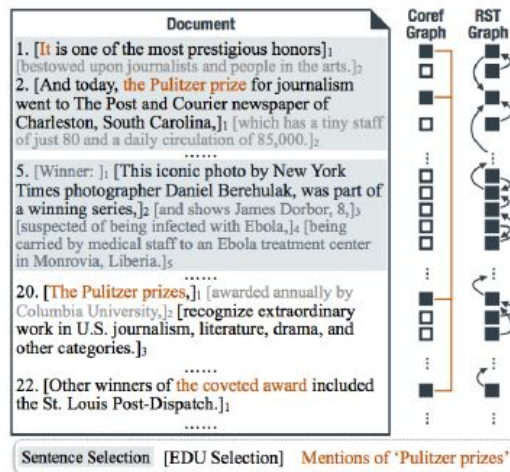 Document
Coref Graph
RST Graph
1. [It is one of the most prestigious honors]1
[bestowed upon journalists and people in the arts.]2
2. [And today, the Pulitzer prize for journalism
went to The Post and Courier newspaper of
Charleston, South Carolina,]1 [which has a tiny staff
of just 80 and a daily circulation of 85,000.]2
......
5. [Winner: ]1 [This iconic photo by New York
Times photographer Daniel Berehulak, was part of
a winning series,]2 [and shows James Dorbor, 8,]3
[suspected of being infected with Ebola,]4 [being
carried by medical staff to an Ebola treatment center
in Monrovia, Liberia.]5
......
20. [The Pulitzer prizes,]1 [awarded annually by
Columbia University,]2 [recognize extraordinary
work in U.S. journalism, literature, drama, and
other categories.]3
......
22. [Other winners of the coveted award included
the St. Louis Post-Dispatch.]1
......
Sentence Selection [EDU Selection] Mentions of 'Pulitzer prizes'